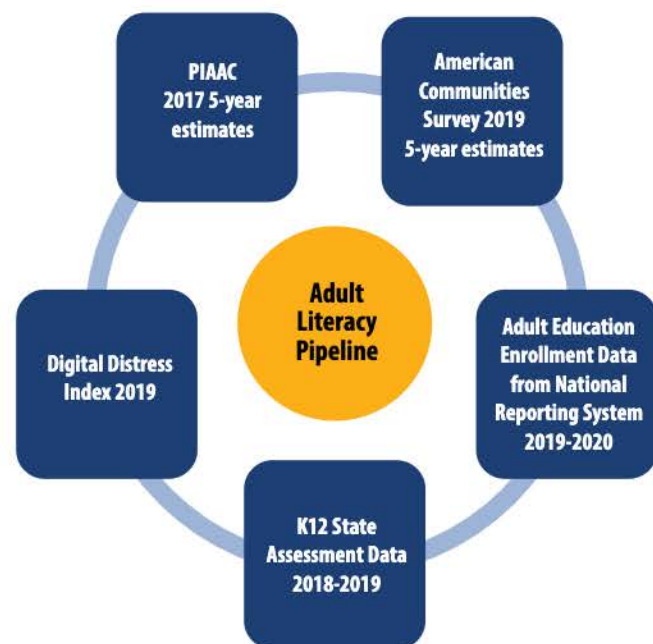 PIAAC
2017 5-year
estimates
American
Communities
Survey 2019
5-year estimates
Adult
Literacy
Pipeline
Digital Distress
Index 2019
Adult Education
Enrollment Data
from National
Reporting System
2019-2020
K12 State
Assessment Data
2018-2019